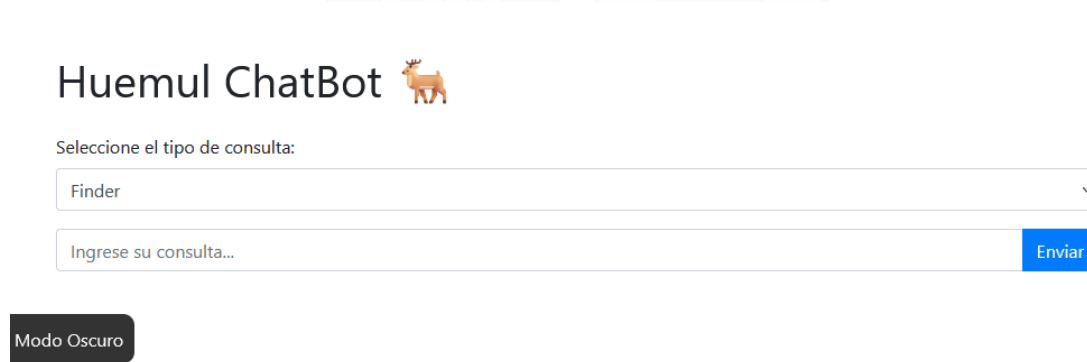 Huemul ChatBot 🦌
Seleccione el tipo de consulta:
Finder
Ingrese su consulta... Enviar
Modo Oscuro